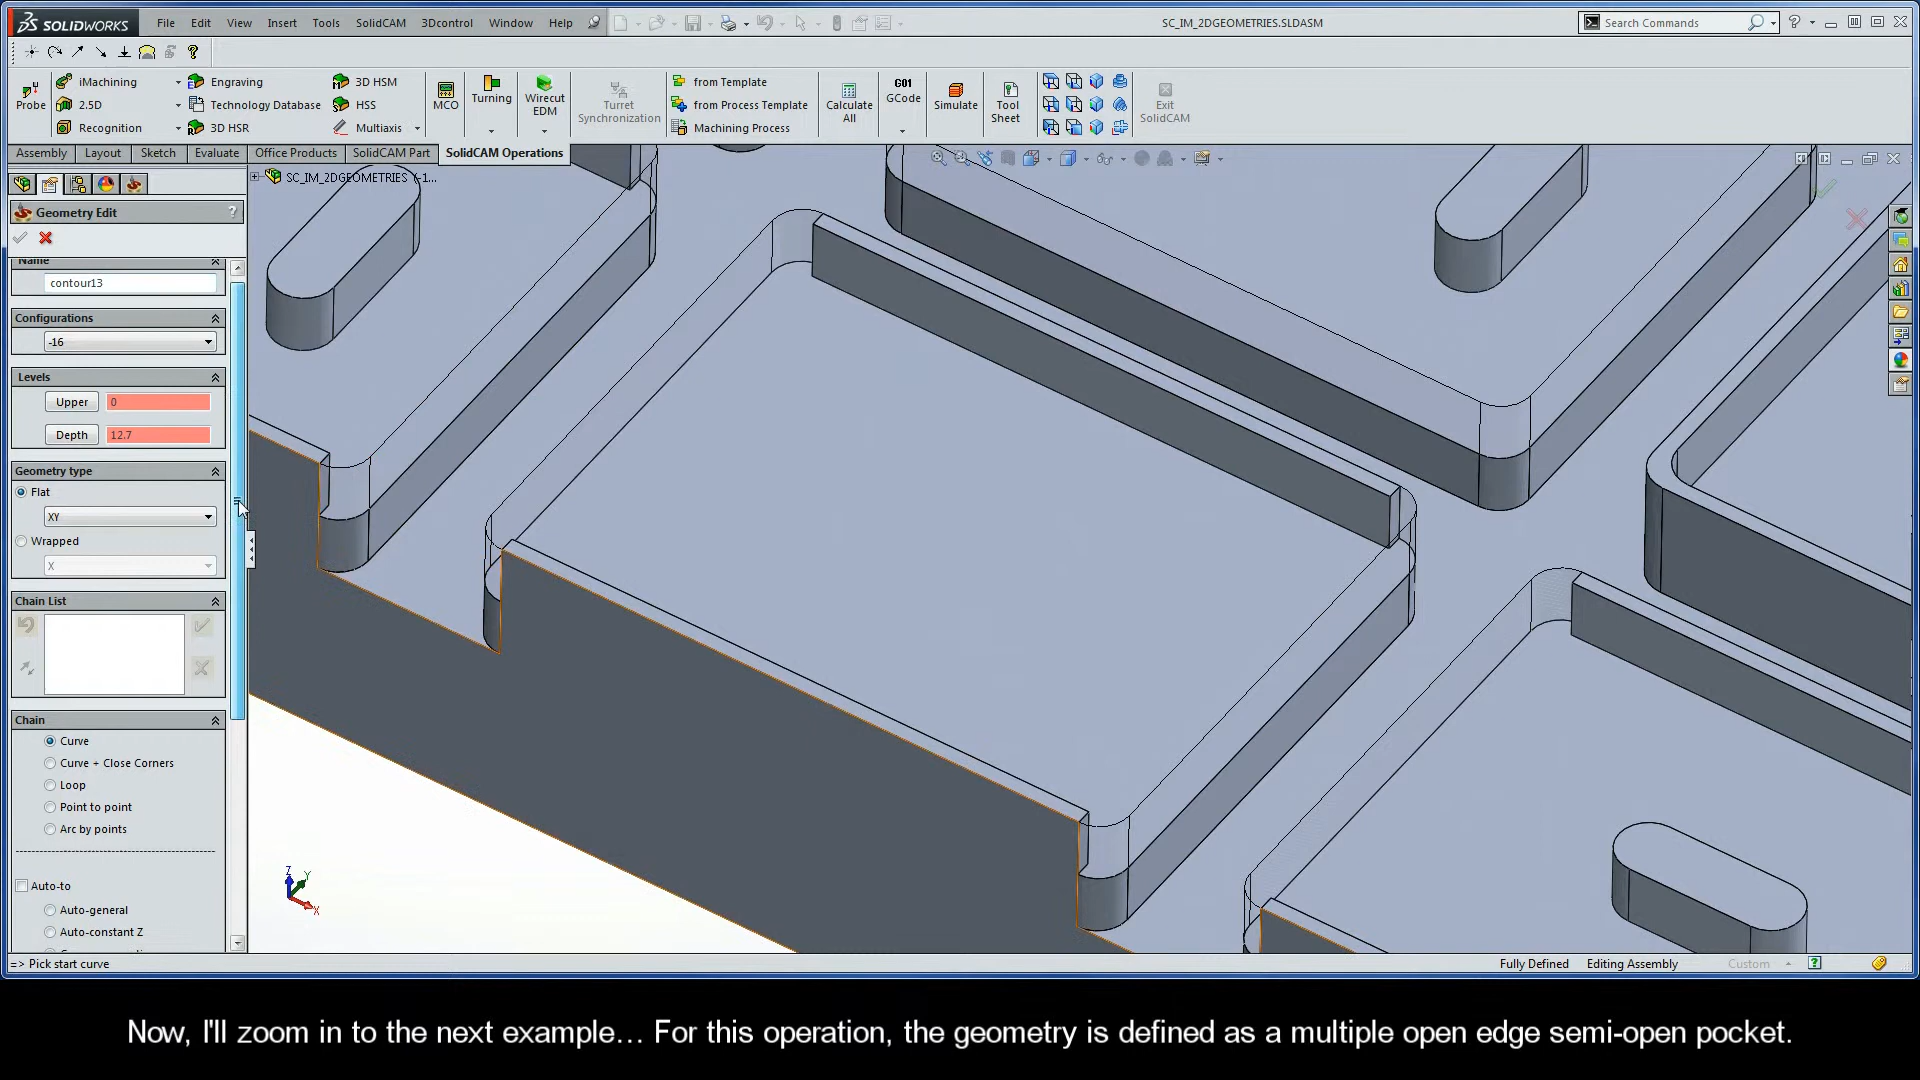 SOLIDWORKS File Edit View Insert Tools SolidCAM 3Dcontrol Window Help SC_IM_2DGEOMETRIES.SLDASM Search Commands
Probe iMachining 2.5D Recognition Engraving Technology Database 3D HSR 3D HSM HSS Multiaxis MCO Turning Wirecut EDM Turret Synchronization from Template from Process Template Machining Process Calculate All G01 GCode Simulate Tool Sheet Exit SolidCAM
Assembly Layout Sketch Evaluate Office Products SolidCAM Part SolidCAM Operations
SC_IM_2DGEOMETRIES (-1...
Geometry Edit ?
Name
contour13
Configurations
-16
Levels
Upper 0
Depth 12.7
Geometry type
Flat
XY
Wrapped
X
Chain List
Chain
Curve
Curve + Close Corners
Loop
Point to point
Arc by points
Auto-to
Auto-general
Auto-constant Z
Z Y X
=> Pick start curve Fully Defined Editing Assembly Custom
Now, I'll zoom in to the next example... For this operation, the geometry is defined as a multiple open edge semi-open pocket.